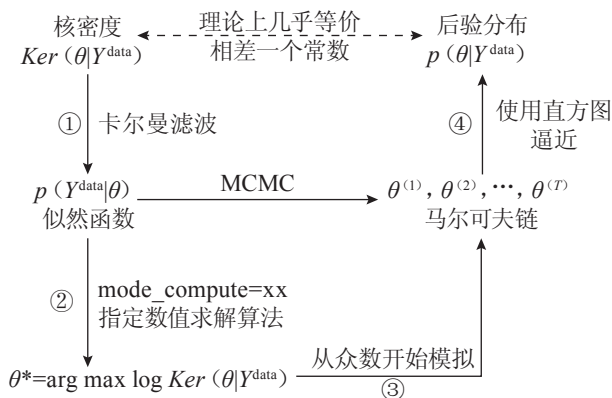 核密度
Ker(θ|Y^data)
理论上几乎等价
相差一个常数
后验分布
p(θ|Y^data)
① 卡尔曼滤波
④ 使用直方图
逼近
p(Y^data|θ)
似然函数
MCMC
θ^(1), θ^(2), …, θ^(T)
马尔可夫链
② mode_compute=xx
指定数值求解算法
θ*=arg max log Ker(θ|Y^data)
从众数开始模拟
③